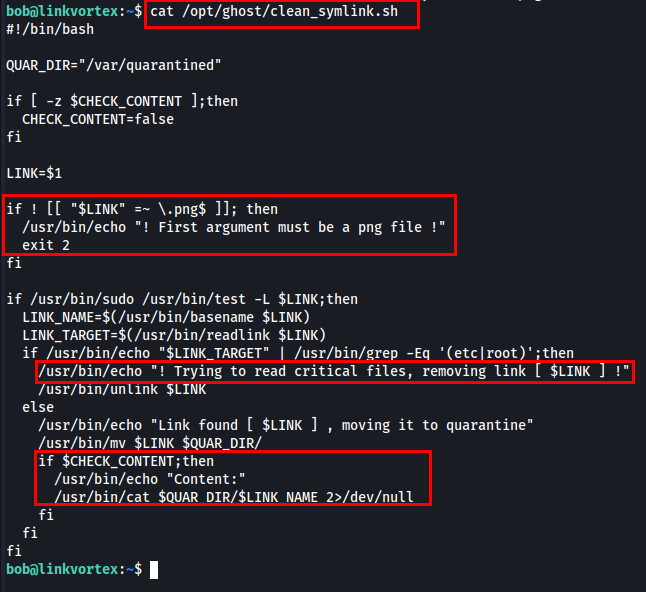 bob@linkvortex:~$ cat /opt/ghost/clean_symlink.sh
#!/bin/bash

QUAR_DIR="/var/quarantined"

if [ -z $CHECK_CONTENT ];then
  CHECK_CONTENT=false
fi

LINK=$1

if ! [[ "$LINK" =~ \.png$ ]]; then
  /usr/bin/echo "! First argument must be a png file !"
  exit 2
fi

if /usr/bin/sudo /usr/bin/test -L $LINK;then
  LINK_NAME=$(/usr/bin/basename $LINK)
  LINK_TARGET=$(/usr/bin/readlink $LINK)
  if /usr/bin/echo "$LINK_TARGET" | /usr/bin/grep -Eq '(etc|root)';then
    /usr/bin/echo "! Trying to read critical files, removing link [ $LINK ] !"
    /usr/bin/unlink $LINK
  else
    /usr/bin/echo "Link found [ $LINK ] , moving it to quarantine"
    /usr/bin/mv $LINK $QUAR_DIR/
    if $CHECK_CONTENT;then
      /usr/bin/echo "Content:"
      /usr/bin/cat $QUAR_DIR/$LINK_NAME 2>/dev/null
    fi
  fi
fi
bob@linkvortex:~$